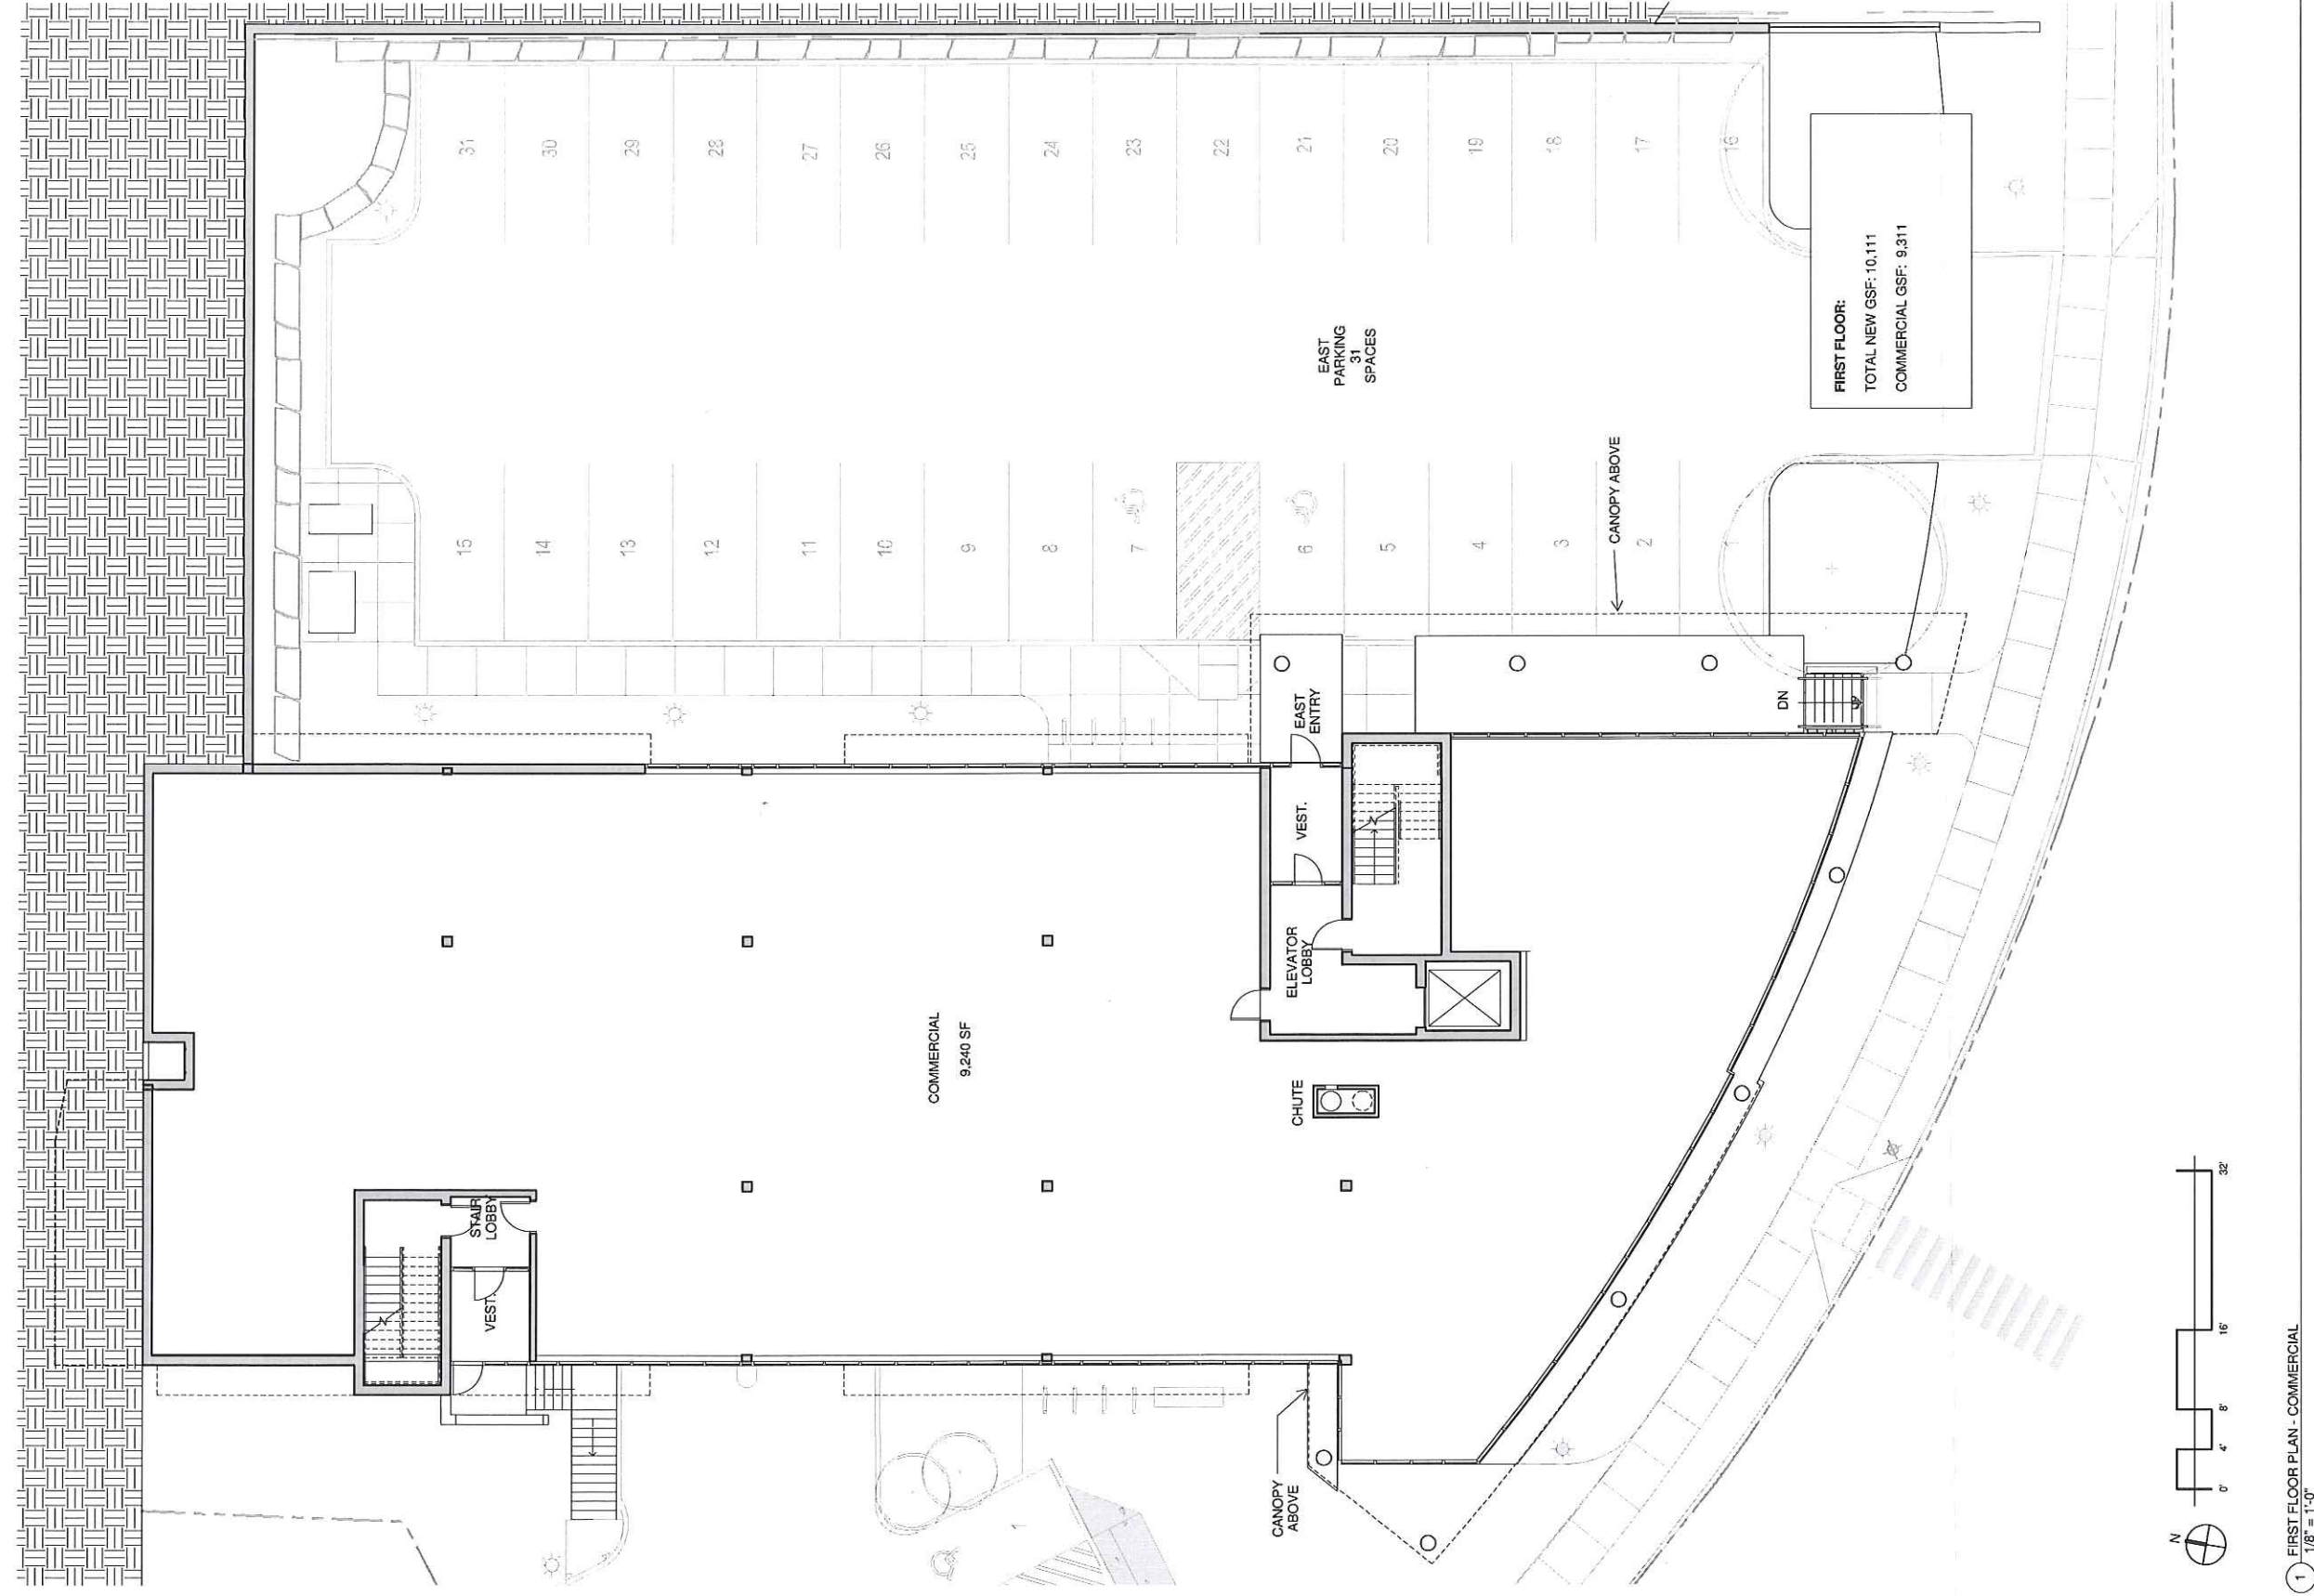 31
30
29
28
27
26
25
24
23
22
21
20
19
18
17
16
15
14
13
12
11
10
9
8
7
6
5
4
3
2
1
EAST
PARKING
31
SPACES
FIRST FLOOR:
TOTAL NEW GSF: 10,111
COMMERCIAL GSF: 9,311
CANOPY ABOVE
EAST
ENTRY
DN
VEST.
ELEVATOR
LOBBY
COMMERCIAL
9,240 SF
CHUTE
STAIR
LOBBY
VEST.
CANOPY
ABOVE
1
0'
4'
8'
16'
32'
N
1
FIRST FLOOR PLAN - COMMERCIAL
1/8" = 1'-0"